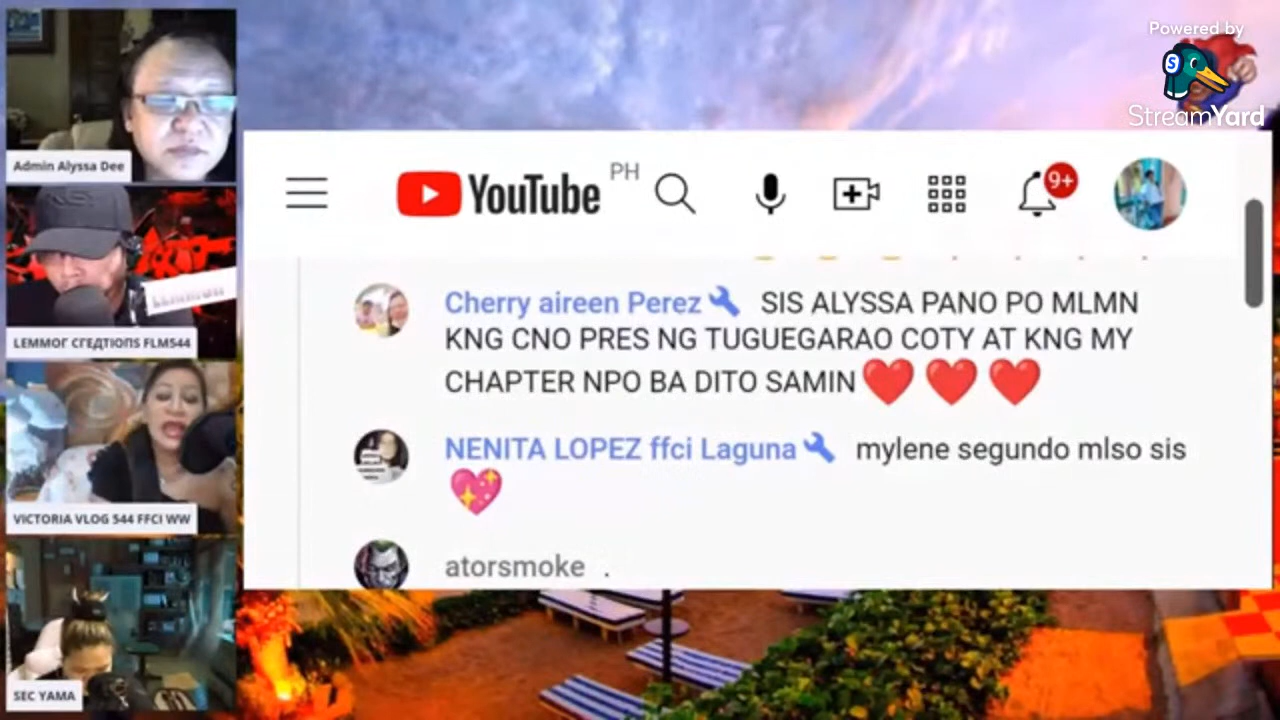 Powered by
StreamYard
Admin Alyssa Dee
LEMMOГ CГEДTIOПS FLM544
VICTORIA VLOG 544 FFCI WW
SEC YAMA
YouTube PH
9+
Cherry aireen Perez SIS ALYSSA PANO PO MLMN
KNG CNO PRES NG TUGUEGARAO COTY AT KNG MY
CHAPTER NPO BA DITO SAMIN ❤️ ❤️ ❤️
NENITA LOPEZ ffci Laguna mylene segundo mlso sis
💖
atorsmoke .